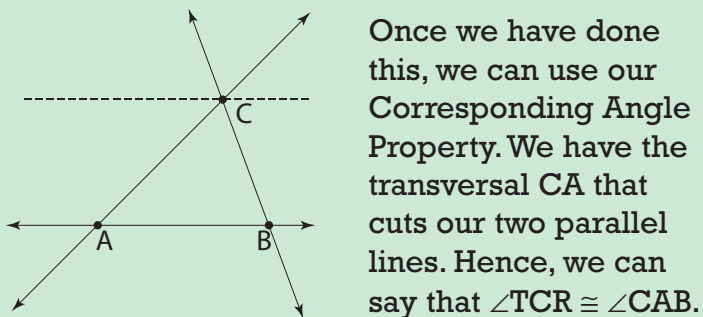 Once we have done
this, we can use our
Corresponding Angle
Property. We have the
transversal CA that
cuts our two parallel
lines. Hence, we can
say that ∠TCR ≅ ∠CAB.
C
A
B